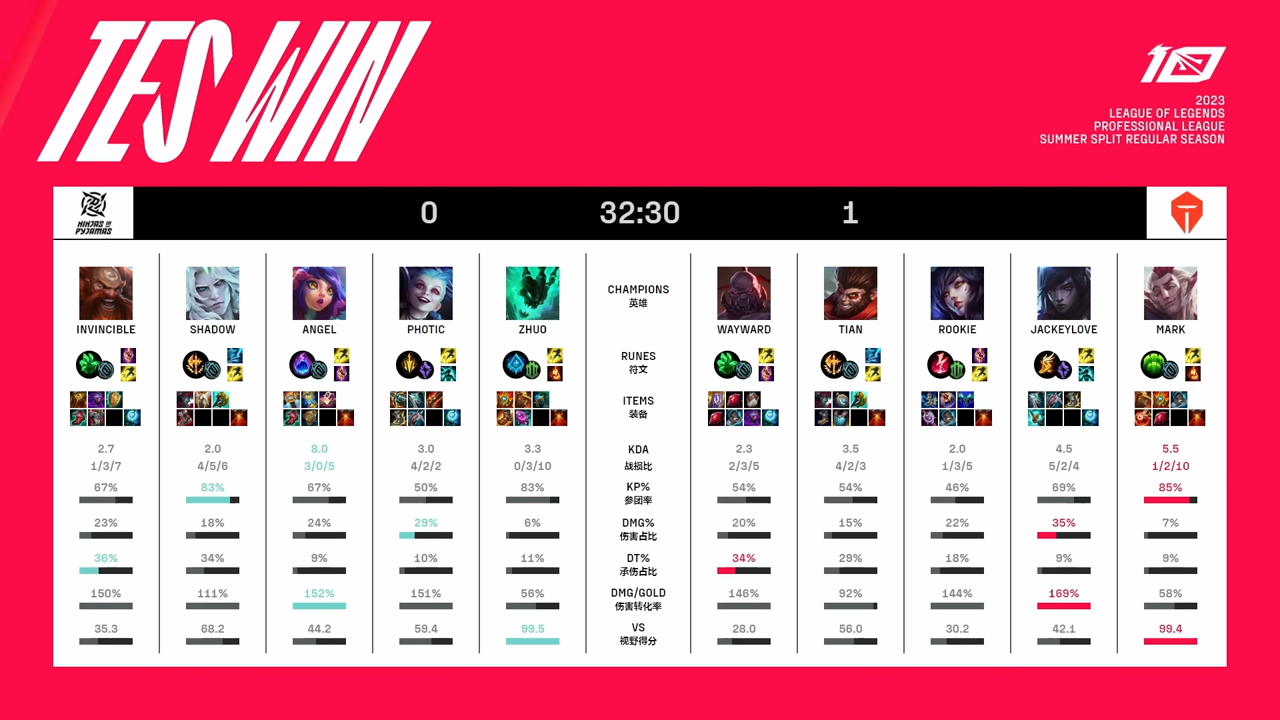 TES WIN
2023
LEAGUE OF LEGENDS
PROFESSIONAL LEAGUE
SUMMER SPLIT REGULAR SEASON
NINJAS IN
PYJAMAS
0 32:30 1
CHAMPIONS
英雄
INVINCIBLE SHADOW ANGEL PHOTIC ZHUO WAYWARD TIAN ROOKIE JACKEYLOVE MARK
RUNES
符文
ITEMS
装备
2.7 2.0 8.0 3.0 3.3 KDA 2.3 3.5 2.0 4.5 5.5
1/3/7 4/5/6 3/0/5 4/2/2 0/3/10 战损比 2/3/5 4/2/3 1/3/5 5/2/4 1/2/10
67% 83% 67% 50% 83% KP% 54% 54% 46% 69% 85%
参团率
23% 18% 24% 29% 6% DMG% 20% 15% 22% 35% 7%
伤害占比
36% 34% 9% 10% 11% DT% 34% 29% 18% 9% 9%
承伤占比
150% 111% 152% 151% 56% DMG/GOLD 146% 92% 144% 169% 58%
伤害转化率
35.3 68.2 44.2 59.4 99.5 VS 28.0 56.0 30.2 42.1 99.4
视野得分